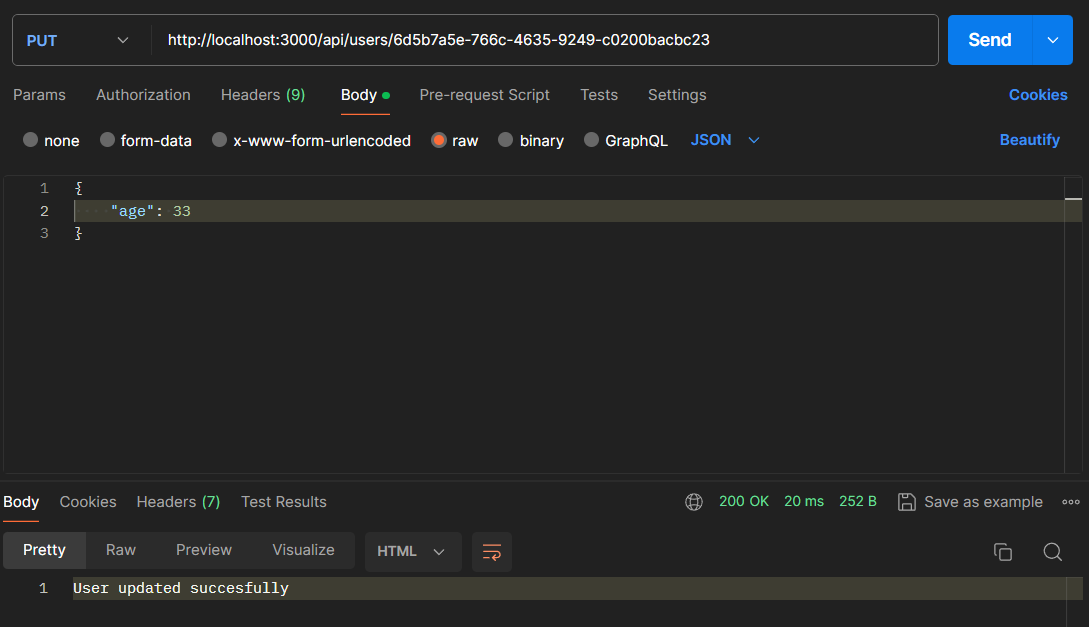 PUT http://localhost:3000/api/users/6d5b7a5e-766c-4635-9249-c0200bacbc23 Send
Params Authorization Headers (9) Body Pre-request Script Tests Settings Cookies
none form-data x-www-form-urlencoded raw binary GraphQL JSON Beautify
1 {
2 "age": 33
3 }
Body Cookies Headers (7) Test Results 200 OK 20 ms 252 B Save as example
Pretty Raw Preview Visualize HTML
1 User updated succesfully